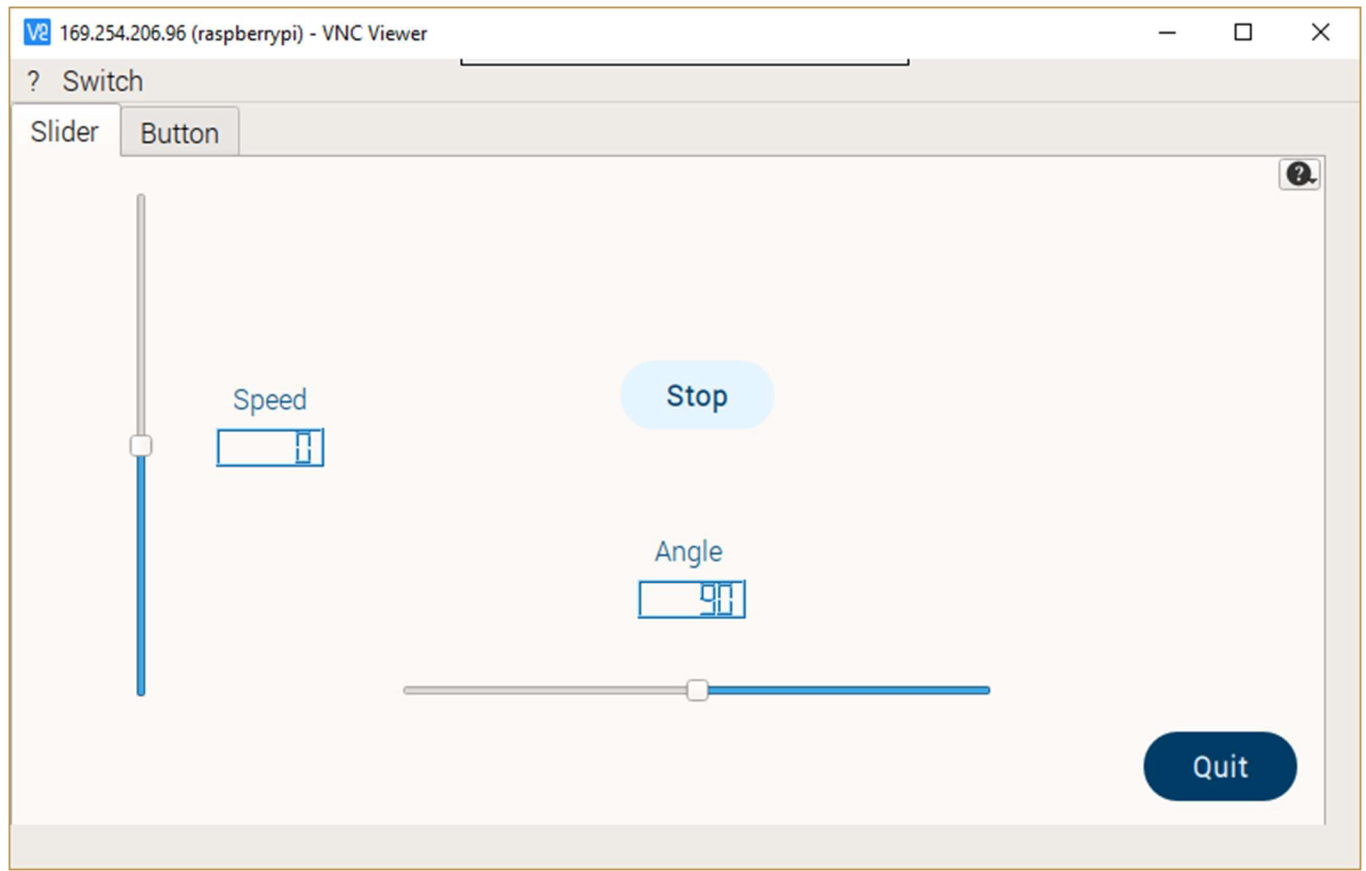 169.254.206.96 (raspberrypi) - VNC Viewer
? Switch
Slider Button
?
Speed
0
Stop
Angle
90
Quit